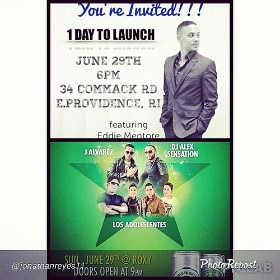 You're Invited!!!
1 DAY TO LAUNCH
JUNE 29TH
6PM
34 COMMACK RD
E.PROVIDENCE, RI
featuring
Eddie Mentore
J ALVAREZ
DJ ALEX
SENSATION
LOS ADOLESCENTES
SUN. JUNE 29TH @ ROXY
DOORS OPEN AT 9PM
@jonathanreyes11
PhotoRepost